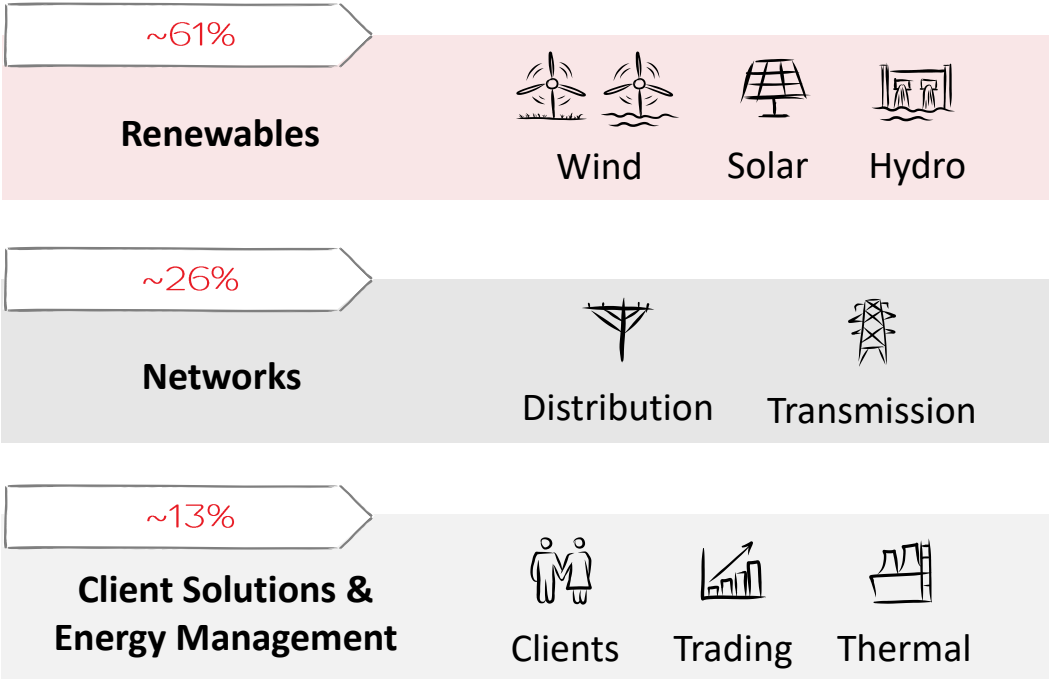 ~61%
Renewables
Wind
Solar
Hydro
~26%
Networks
Distribution
Transmission
~13%
Client Solutions &
Energy Management
Clients
Trading
Thermal